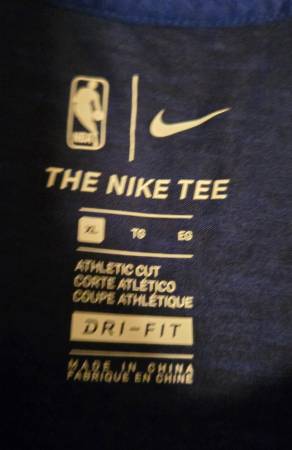 NBA
THE NIKE TEE
XL TG EG
ATHLETIC CUT
CORTE ATLÉTICO
COUPE ATHLÉTIQUE
DRI-FIT
MADE IN CHINA
FABRIQUE EN CHINE